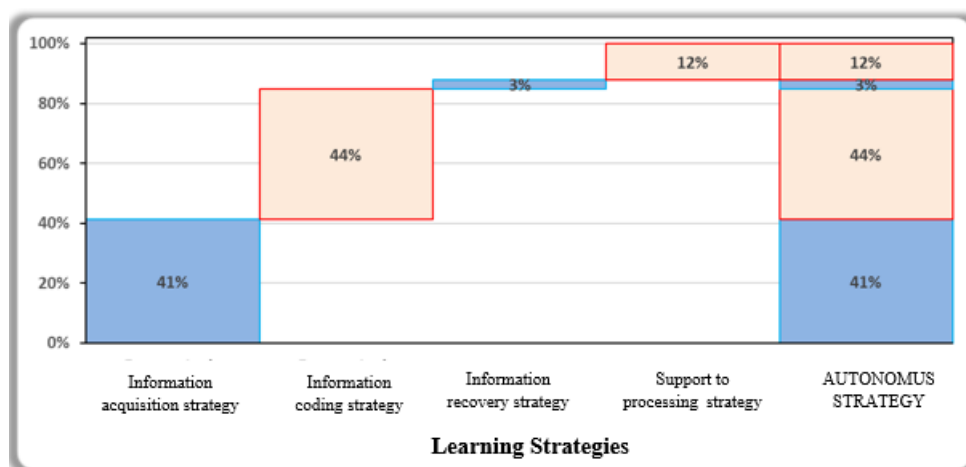 100%
80%
60%
40%
20%
0%
41%
44%
3%
12%
12%
3%
44%
41%
Information
acquisition strategy
Information
coding strategy
Information
recovery strategy
Support to
processing strategy
AUTONOMUS
STRATEGY
Learning Strategies